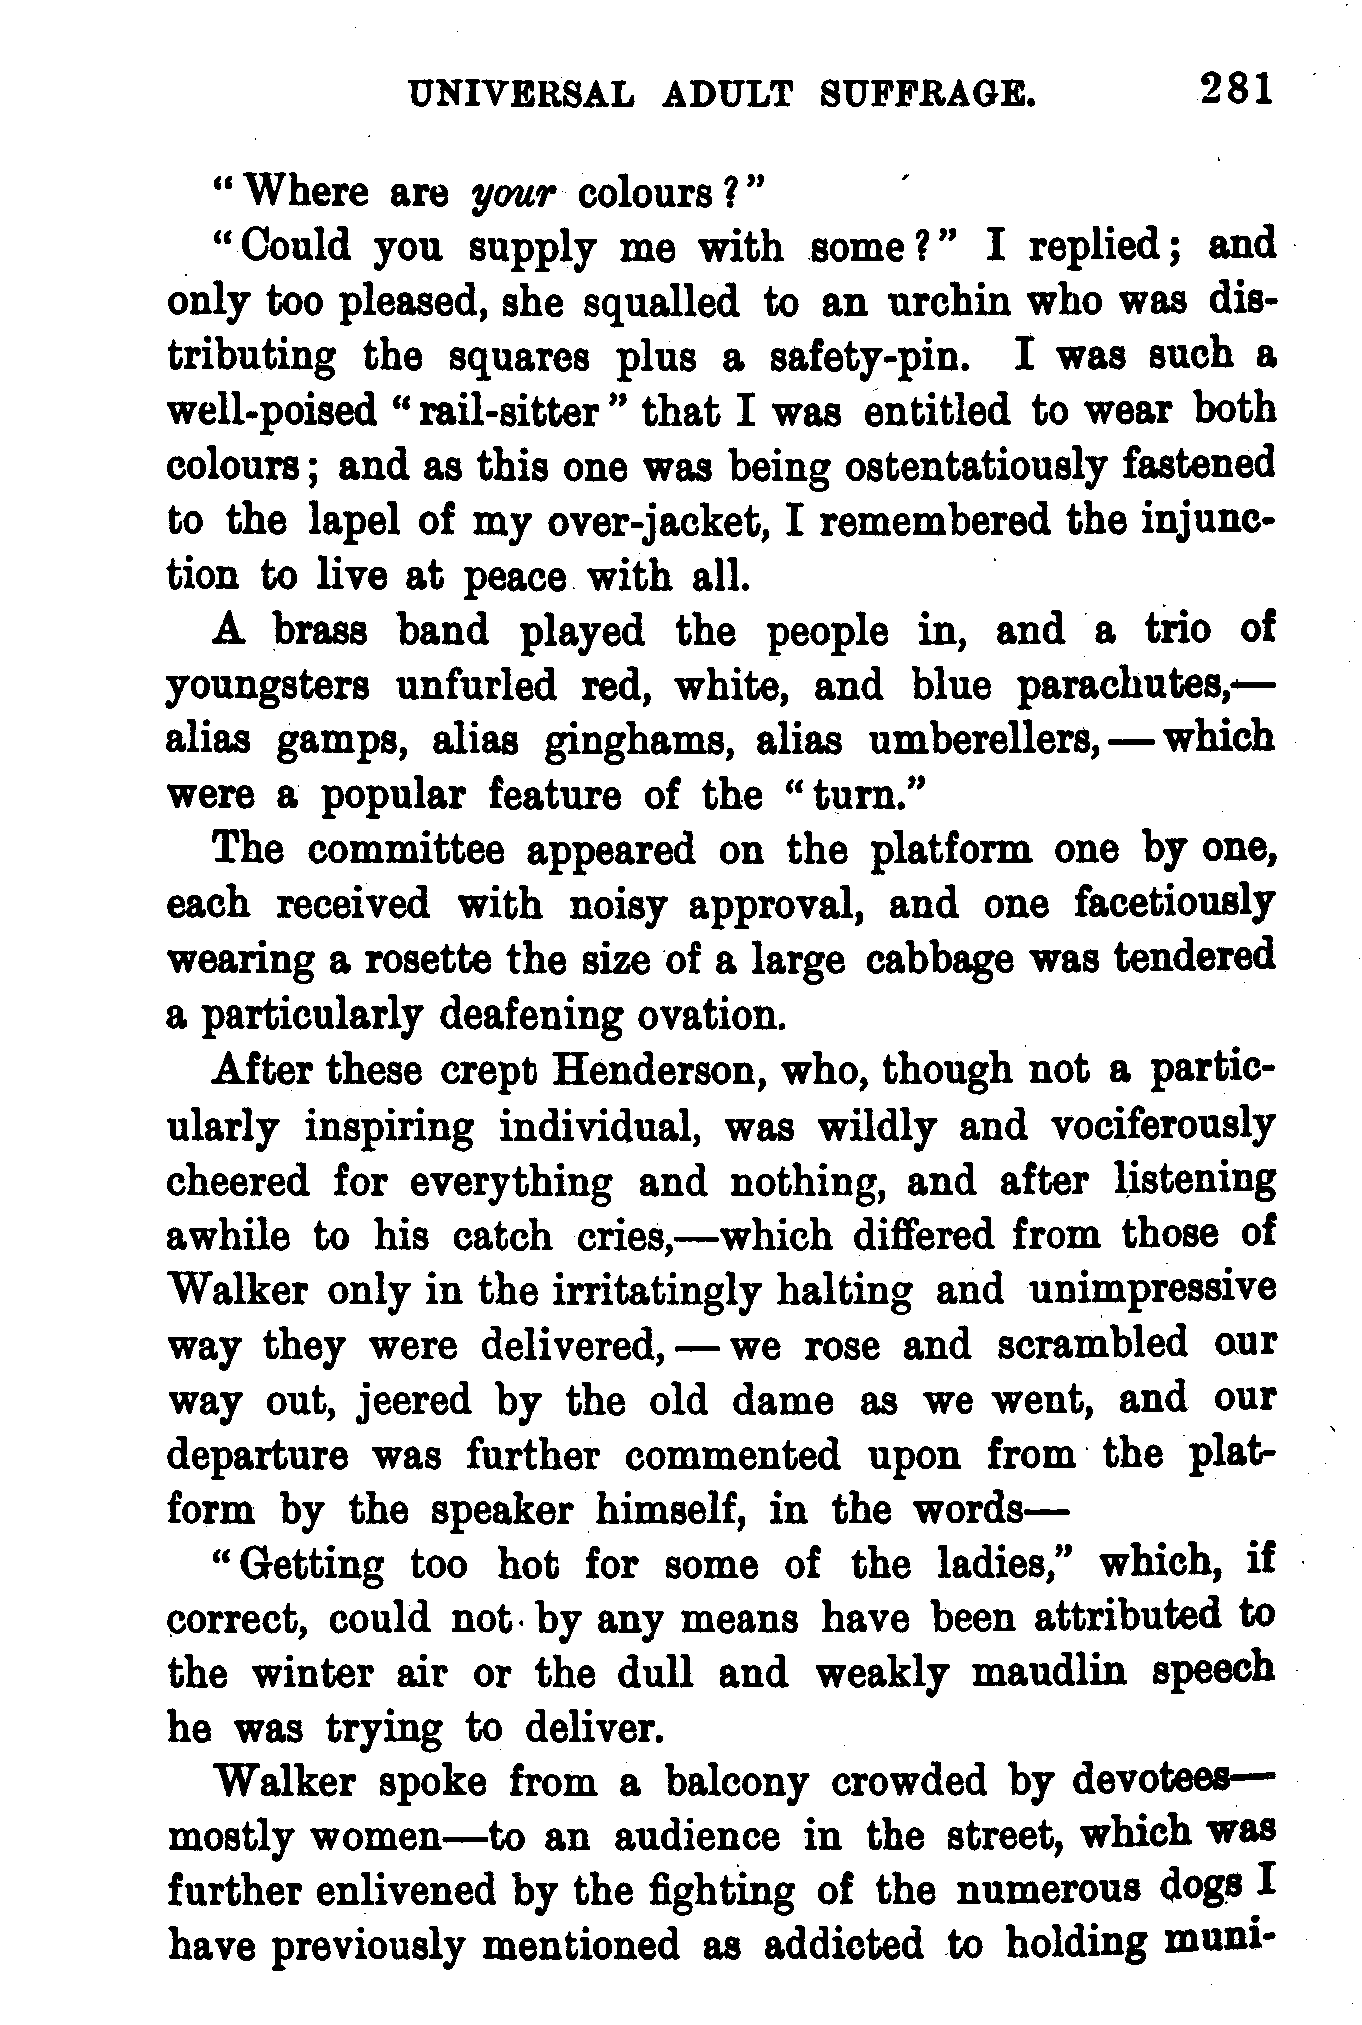 UNIVERSAL ADULT SUFFRAGE. 281
"Where are your colours?"
"Could you supply me with some?" I replied; and
only too pleased, she squalled to an urchin who was dis-
tributing the squares plus a safety-pin. I was such a
well-poised "rail-sitter" that I was entitled to wear both
colours; and as this one was being ostentatiously fastened
to the lapel of my over-jacket, I remembered the injunc-
tion to live at peace with all.
A brass band played the people in, and a trio of
youngsters unfurled red, white, and blue parachutes,—
alias gamps, alias ginghams, alias umberellers,—which
were a popular feature of the "turn."
The committee appeared on the platform one by one,
each received with noisy approval, and one facetiously
wearing a rosette the size of a large cabbage was tendered
a particularly deafening ovation.
After these crept Henderson, who, though not a partic-
ularly inspiring individual, was wildly and vociferously
cheered for everything and nothing, and after listening
awhile to his catch cries,—which differed from those of
Walker only in the irritatingly halting and unimpressive
way they were delivered,—we rose and scrambled our
way out, jeered by the old dame as we went, and our
departure was further commented upon from the plat-
form by the speaker himself, in the words—
"Getting too hot for some of the ladies," which, if
correct, could not by any means have been attributed to
the winter air or the dull and weakly maudlin speech
he was trying to deliver.
Walker spoke from a balcony crowded by devotees—
mostly women—to an audience in the street, which was
further enlivened by the fighting of the numerous dogs I
have previously mentioned as addicted to holding muni-